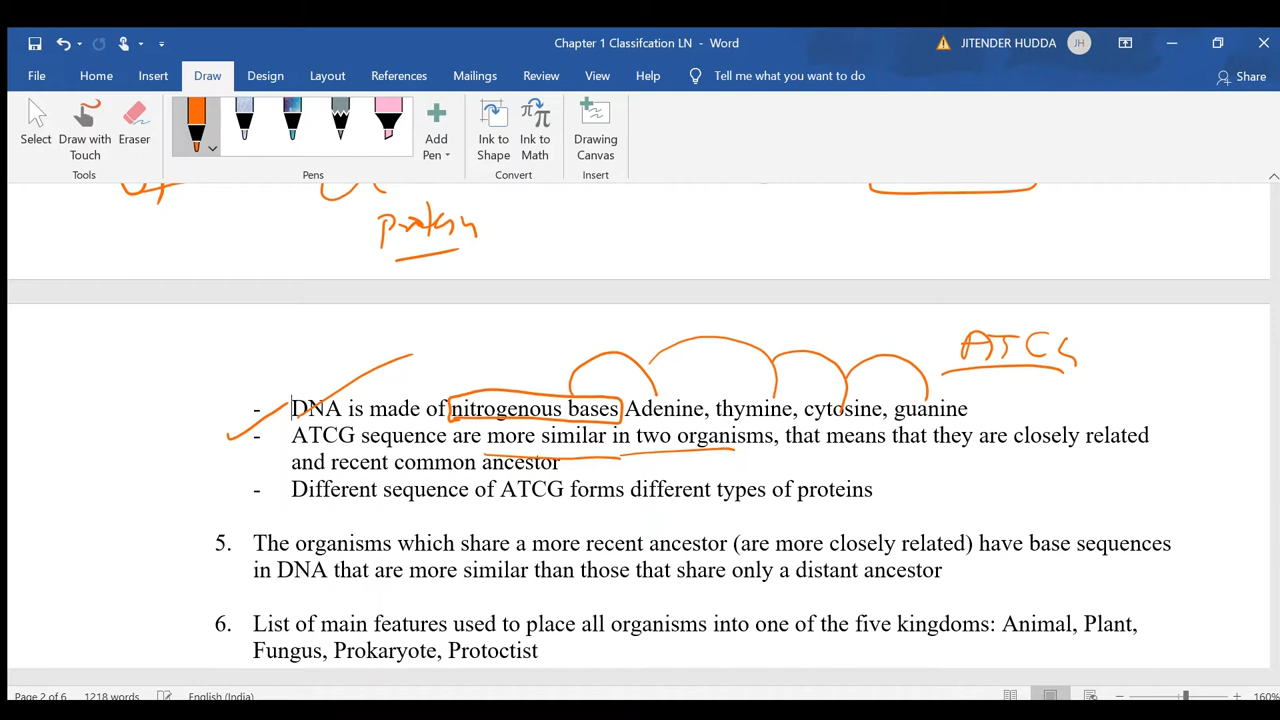 Chapter 1 Classifcation LN - Word
JITENDER HUDDA
JH
File Home Insert Draw Design Layout References Mailings Review View Help Tell me what you want to do
Share
Select
Draw with Touch
Eraser
Add Pen
Ink to Shape
Ink to Math
Drawing Canvas
Tools Pens Convert Insert
protein
ATCG
- DNA is made of nitrogenous bases Adenine, thymine, cytosine, guanine
- ATCG sequence are more similar in two organisms, that means that they are closely related
and recent common ancestor
- Different sequence of ATCG forms different types of proteins
5. The organisms which share a more recent ancestor (are more closely related) have base sequences
in DNA that are more similar than those that share only a distant ancestor
6. List of main features used to place all organisms into one of the five kingdoms: Animal, Plant,
Fungus, Prokaryote, Protoctist
Page 2 of 6 1218 words English (India) 160%